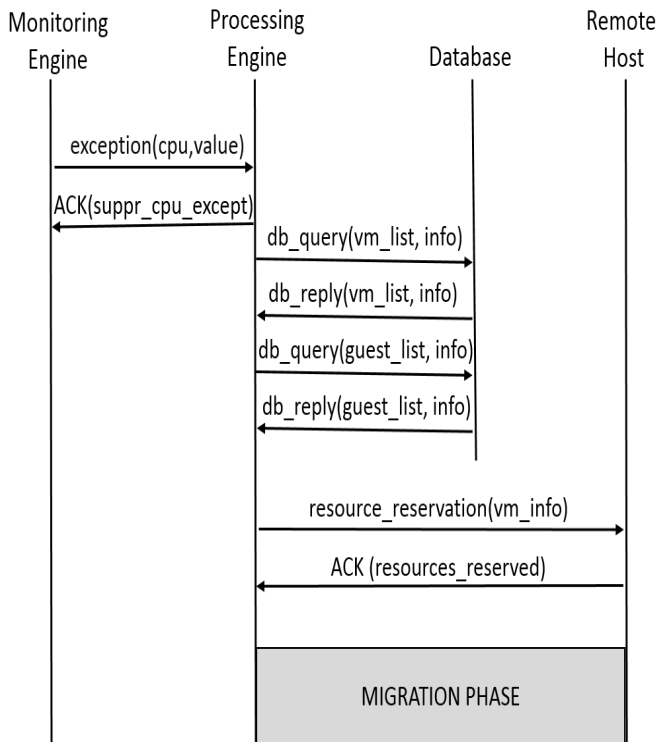 Monitoring
Engine
Processing
Engine
Database
Remote
Host
exception(cpu,value)
ACK(suppr_cpu_except)
db_query(vm_list, info)
db_reply(vm_list, info)
db_query(guest_list, info)
db_reply(guest_list, info)
resource_reservation(vm_info)
ACK (resources_reserved)
MIGRATION PHASE